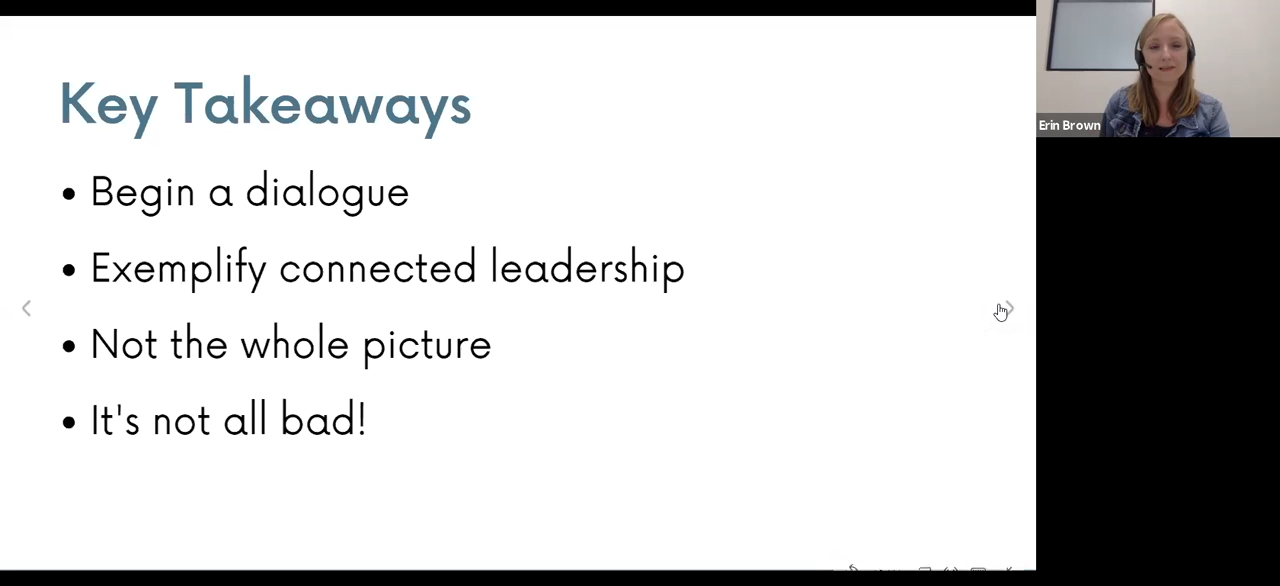 Key Takeaways
• Begin a dialogue
• Exemplify connected leadership
• Not the whole picture
• It's not all bad!
Erin Brown